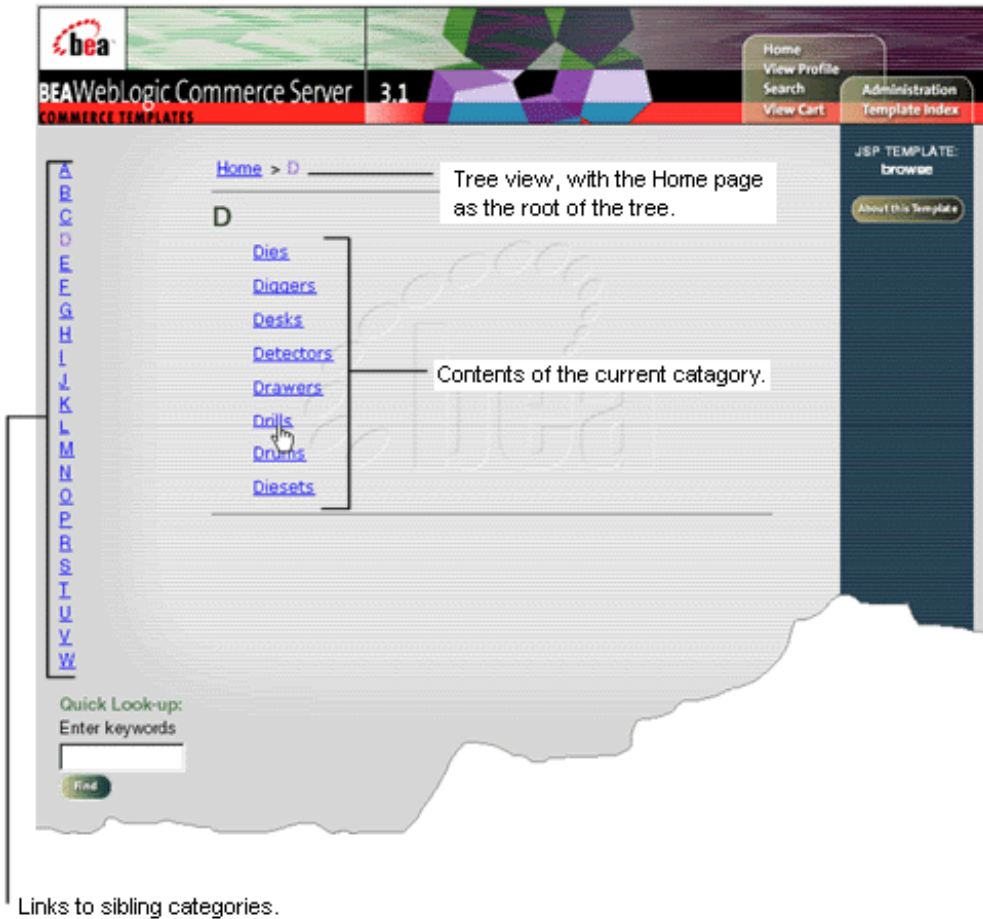 bea
Home
View Profile
Search
View Cart
BEA WebLogic Commerce Server 3.1
COMMERCE TEMPLATES
Administration
Template Index
JSP TEMPLATE:
browse
About this Template
Home > D
Tree view, with the Home page
as the root of the tree.
A
B
C
D
E
F
G
H
I
J
K
L
M
N
O
P
R
S
T
U
V
W
D
Dies
Diggers
Desks
Detectors
Drawers
Drills
Drums
Diesets
Contents of the current catagory.
bea
Quick Look-up:
Enter keywords
Find
Links to sibling categories.